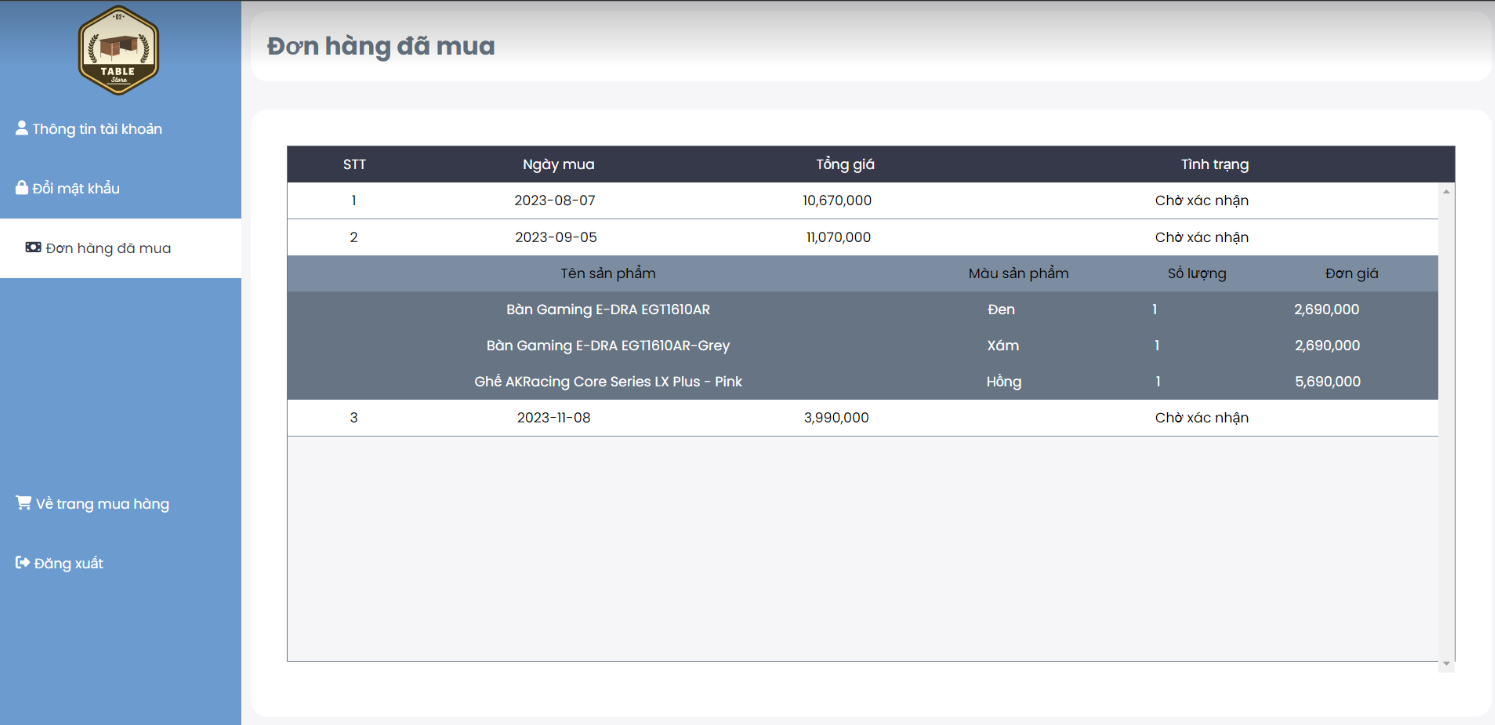 TABLE
Store
Thông tin tài khoản
Đổi mật khẩu
Đơn hàng đã mua
Về trang mua hàng
Đăng xuất
Đơn hàng đã mua
STT Ngày mua Tổng giá Tình trạng
1 2023-08-07 10,670,000 Chờ xác nhận
2 2023-09-05 11,070,000 Chờ xác nhận
Tên sản phẩm Màu sản phẩm Số lượng Đơn giá
Bàn Gaming E-DRA EGT1610AR Đen 1 2,690,000
Bàn Gaming E-DRA EGT1610AR-Grey Xám 1 2,690,000
Ghế AKRacing Core Series LX Plus - Pink Hồng 1 5,690,000
3 2023-11-08 3,990,000 Chờ xác nhận